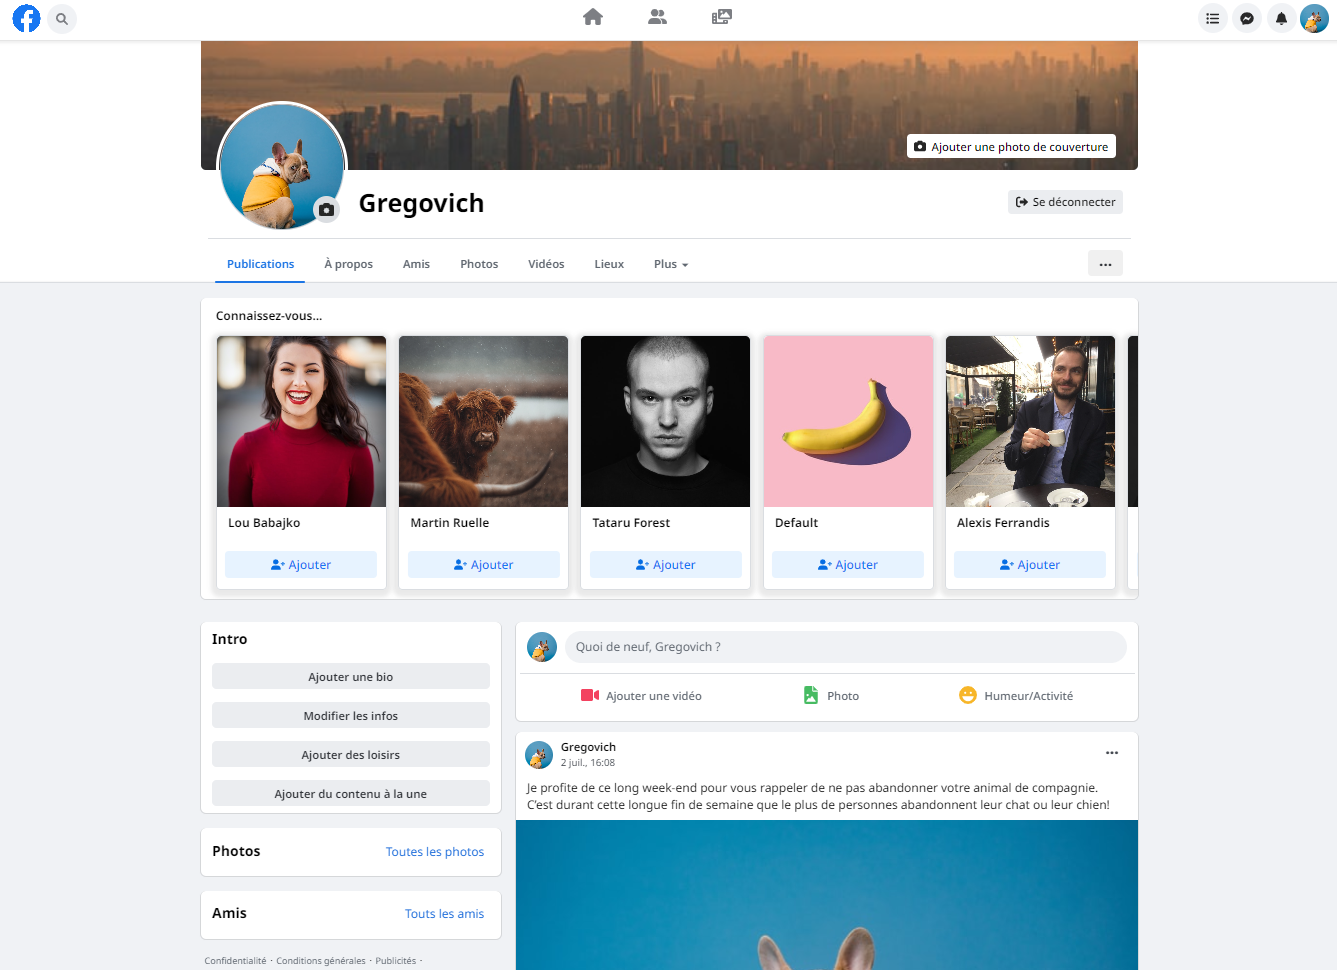 Ajouter une photo de couverture
Gregovich
Se déconnecter
Publications
À propos
Amis
Photos
Vidéos
Lieux
Plus
Connaissez-vous...
Lou Babajko
Martin Ruelle
Tataru Forest
Default
Alexis Ferrandis
Ajouter
Ajouter
Ajouter
Ajouter
Ajouter
Intro
Ajouter une bio
Modifier les infos
Ajouter des loisirs
Ajouter du contenu à la une
Photos
Toutes les photos
Amis
Touts les amis
Confidentialité · Conditions générales · Publicités ·
Quoi de neuf, Gregovich ?
Ajouter une vidéo
Photo
Humeur/Activité
Gregovich
2 juil., 16:08
Je profite de ce long week-end pour vous rappeler de ne pas abandonner votre animal de compagnie.
C'est durant cette longue fin de semaine que le plus de personnes abandonnent leur chat ou leur chien!